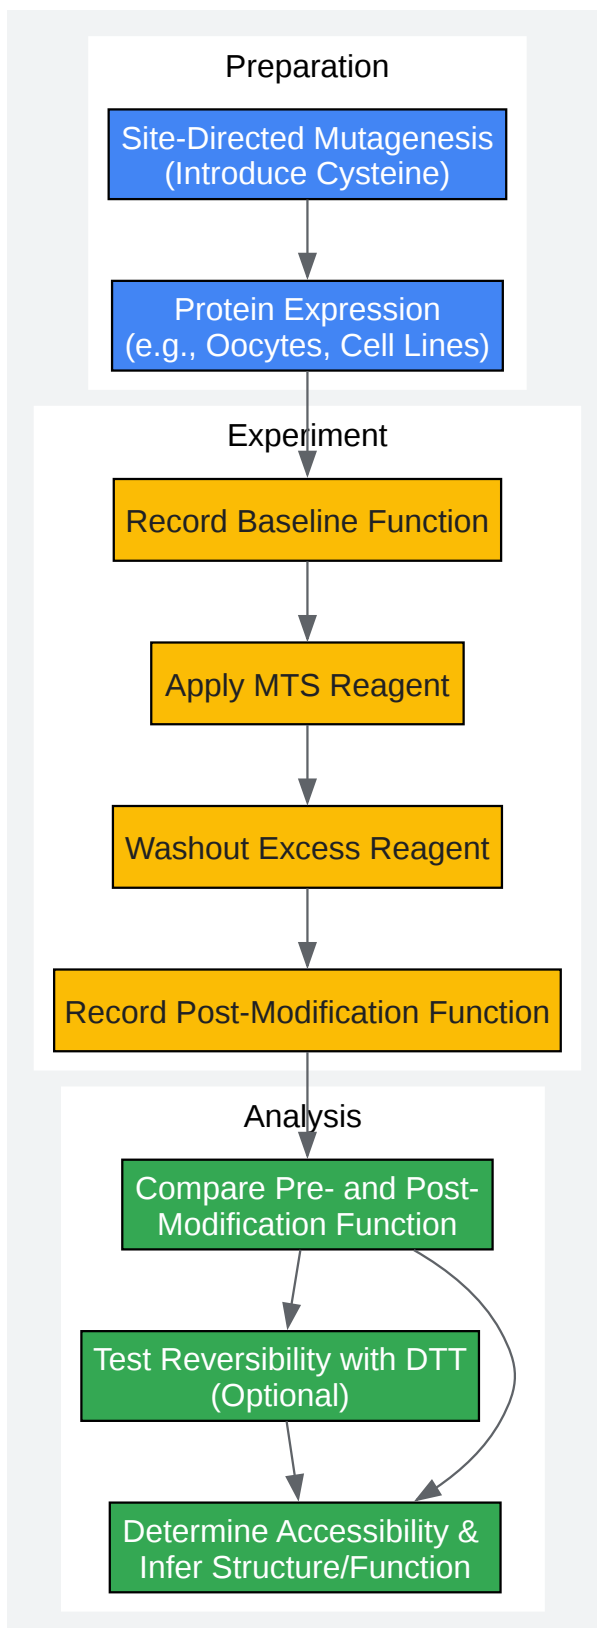 Preparation
Site-Directed Mutagenesis
(Introduce Cysteine)
Protein Expression
(e.g., Oocytes, Cell Lines)
Experiment
Record Baseline Function
Apply MTS Reagent
Washout Excess Reagent
Record Post-Modification Function
Analysis
Compare Pre- and Post-
Modification Function
Test Reversibility with DTT
(Optional)
Determine Accessibility &
Infer Structure/Function